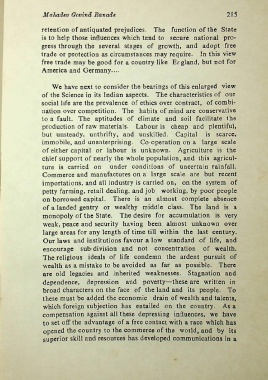 Mahadeo Govind Ranade 215
retention of antiquated prejudices. The function of the State
is to help those influences which tend to secure national pro-
gress through the several stages of growth, and adopt free
trade or protection as circumstances may require. In this view
free trade may be good for a country like England, but not for
America and Germany....
We have next to consider the bearings of this enlarged view
of the Science in its Indian aspects. The characteristics of our
social life are the prevalence of status over contract, of combi-
nation over competition. The habits of mind are conservative
to a fault. The aptitudes of climate and soil facilitate the
production of raw materials. Labour is cheap and plentiful,
but unsteady, unthrifty, and unskilled. Capital is scarce,
immobile, and unenterprising. Co-operation on a large scale
of either capital or labour is unknown. Agriculture is the
chief support of nearly the whole population, and this agricul-
ture is carried on under conditions of uncertain rainfall.
Commerce and manufactures on a large scale are but recent
importations, and all industry is carried on, on the system of
petty farming, retail dealing, and job working, by poor people
on borrowed capital. There is an almost complete absence
of a landed gentry or wealthy middle class. The land is a
monopoly of the State. The desire for accumulation is very
weak, peace and security having been almost unknown over
large areas for any length of time till within the last century.
Our laws and institutions favour a low standard of life, and
encourage sub-division and not concentration of wealth.
The religious ideals of life condemn the ardent pursuit of
wealth as a mistake to be avoided as far as possible. These
are old legacies and inherited weaknesses. Stagnation and
dependence, depression and poverty—these are written in
broad characters on the face of the land and its people. To
these must be added the economic drain of wealth and talents,
which foreign subjection has entailed on the country. As a
compensation against all these depressing influences, we have
to set off the advantage of a free contact with a race which has
opened the country to the commerce of the world, and by its
superior skill and resources has developed communications in a